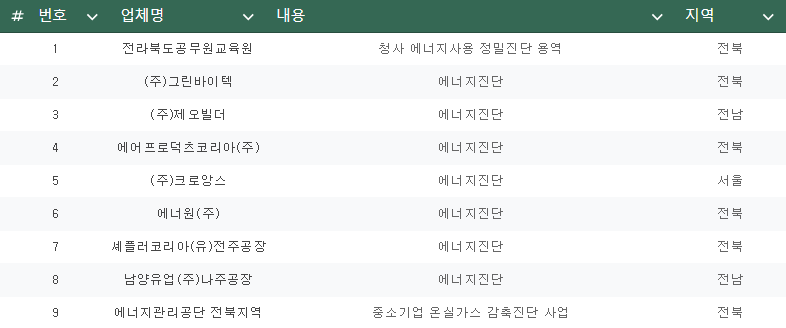 # 번호 업체명 내용 지역
1 전라북도공무원교육원 청사 에너지사용 정밀진단 용역 전북
2 (주)그린바이텍 에너지진단 전북
3 (주)제오빌더 에너지진단 전남
4 에어프로덕츠코리아(주) 에너지진단 전북
5 (주)크로앙스 에너지진단 서울
6 에너원(주) 에너지진단 전북
7 셰플러코리아(유)전주공장 에너지진단 전북
8 남양유업(주)나주공장 에너지진단 전남
9 에너지관리공단 전북지역 중소기업 온실가스 감축진단 사업 전북